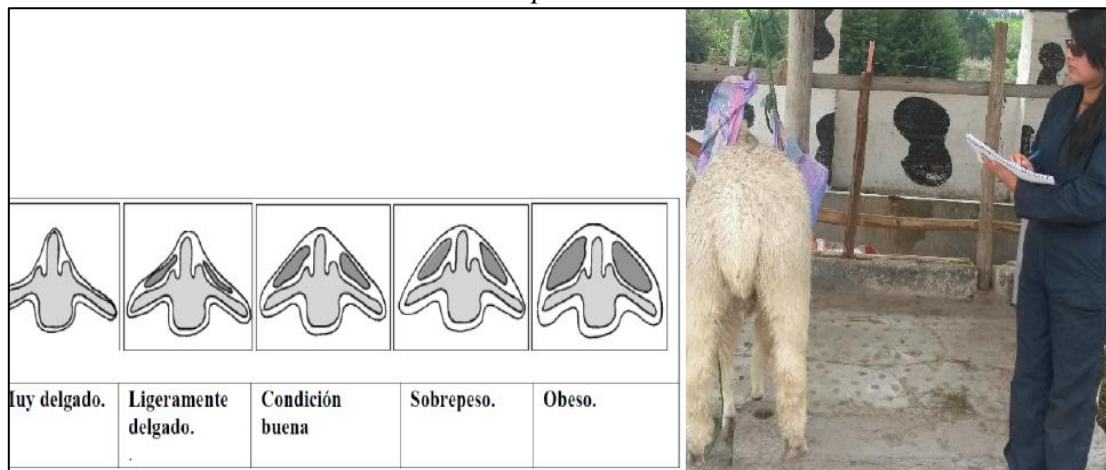 Muy delgado.
Ligeramente
delgado.
.
Condición
buena
Sobrepeso.
Obeso.